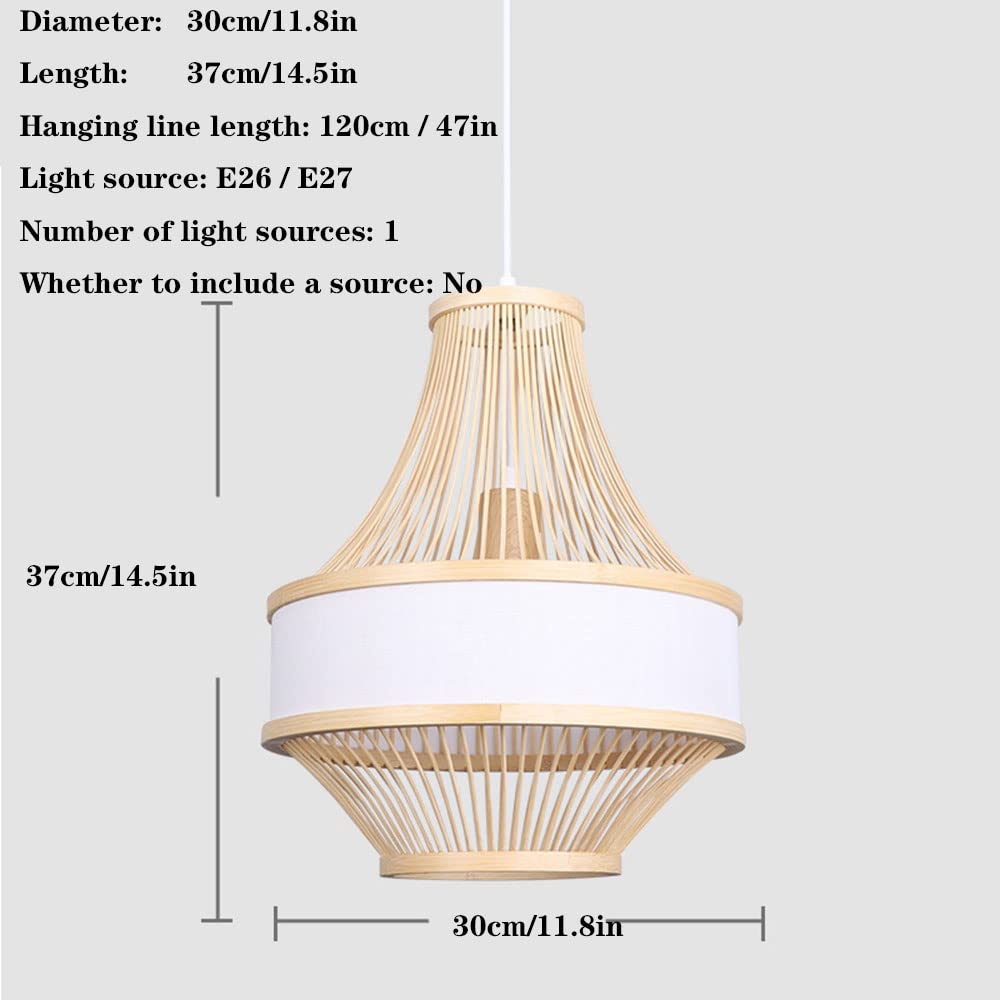 Diameter: 30cm/11.8in
Length: 37cm/14.5in
Hanging line length: 120cm / 47in
Light source: E26 / E27
Number of light sources: 1
Whether to include a source: No
37cm/14.5in
30cm/11.8in